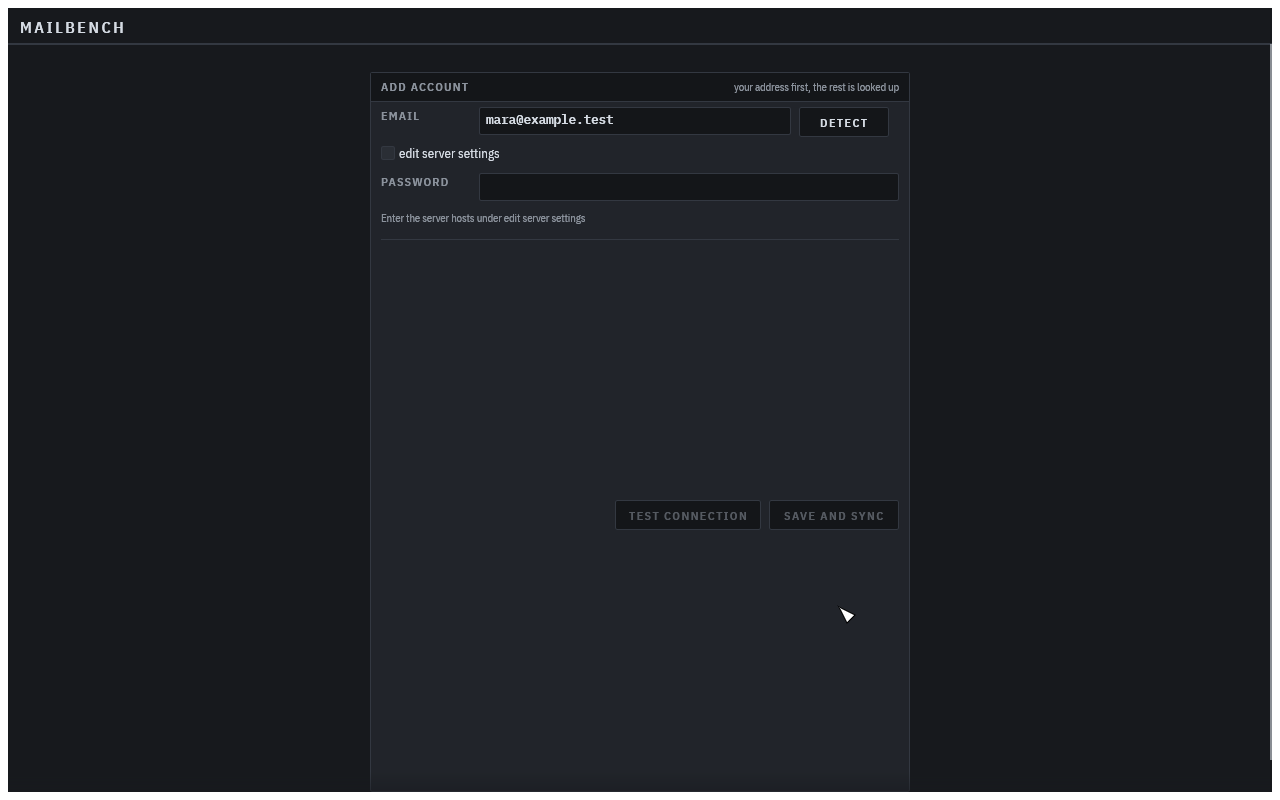 MAILBENCH
ADD ACCOUNT your address first, the rest is looked up
EMAIL mara@example.test DETECT
edit server settings
PASSWORD
Enter the server hosts under edit server settings
TEST CONNECTION SAVE AND SYNC